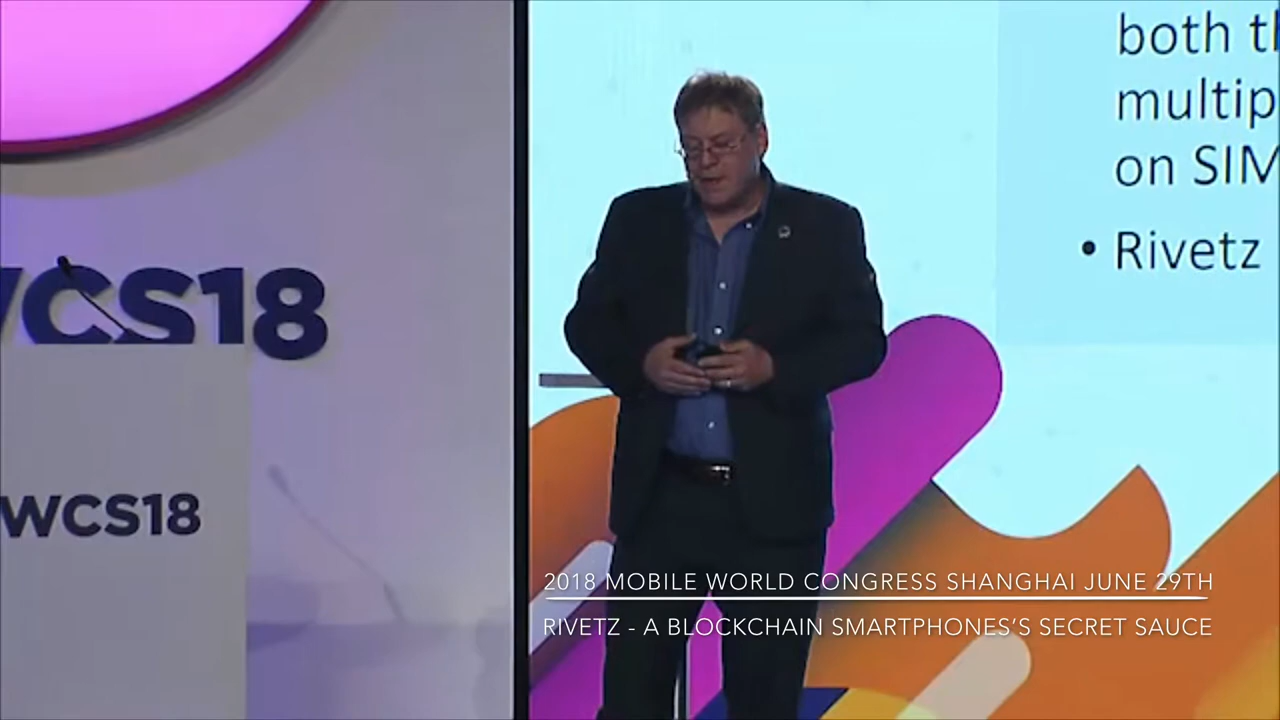 both
multip
on SIM
• Rivetz
WCS18
WCS18
2018 MOBILE WORLD CONGRESS SHANGHAI JUNE 29TH
RIVETZ - A BLOCKCHAIN SMARTPHONES'S SECRET SAUCE